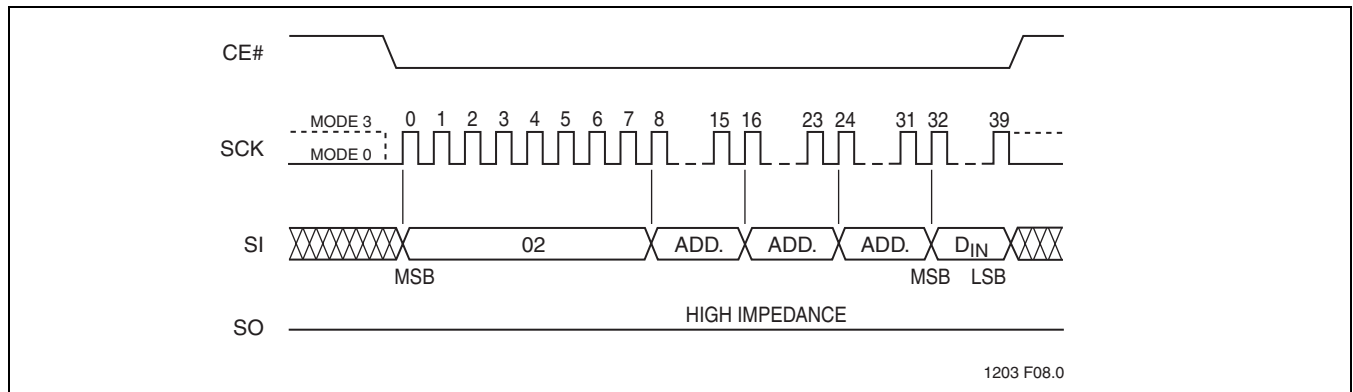 CE#
MODE 3
0 1 2 3 4 5 6 7 8 15 16 23 24 31 32 39
SCK
MODE 0
SI
02 ADD. ADD. ADD. DIN
MSB MSB LSB
HIGH IMPEDANCE
SO
1203 F08.0